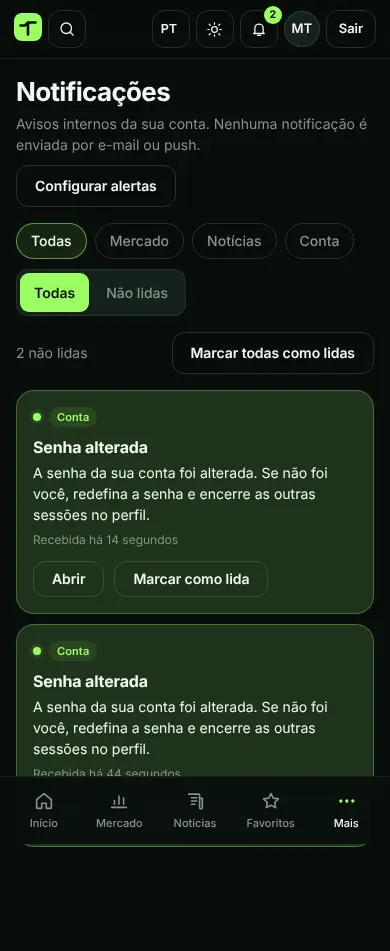 PT
2
MT
Sair
Notificações
Avisos internos da sua conta. Nenhuma notificação é
enviada por e-mail ou push.
Configurar alertas
Todas
Mercado
Notícias
Conta
Todas
Não lidas
2 não lidas
Marcar todas como lidas
Conta
Senha alterada
A senha da sua conta foi alterada. Se não foi
você, redefina a senha e encerre as outras
sessões no perfil.
Recebida há 14 segundos
Abrir
Marcar como lida
Conta
Senha alterada
A senha da sua conta foi alterada. Se não foi
você, redefina a senha e encerre as outras
sessões no perfil.
Recebida há 44 segundos
Início
Mercado
Notícias
Favoritos
Mais